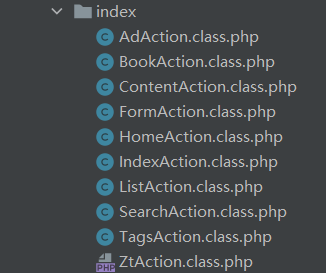 index
AdAction.class.php
BookAction.class.php
ContentAction.class.php
FormAction.class.php
HomeAction.class.php
IndexAction.class.php
ListAction.class.php
SearchAction.class.php
TagsAction.class.php
PHP ZtAction.class.php